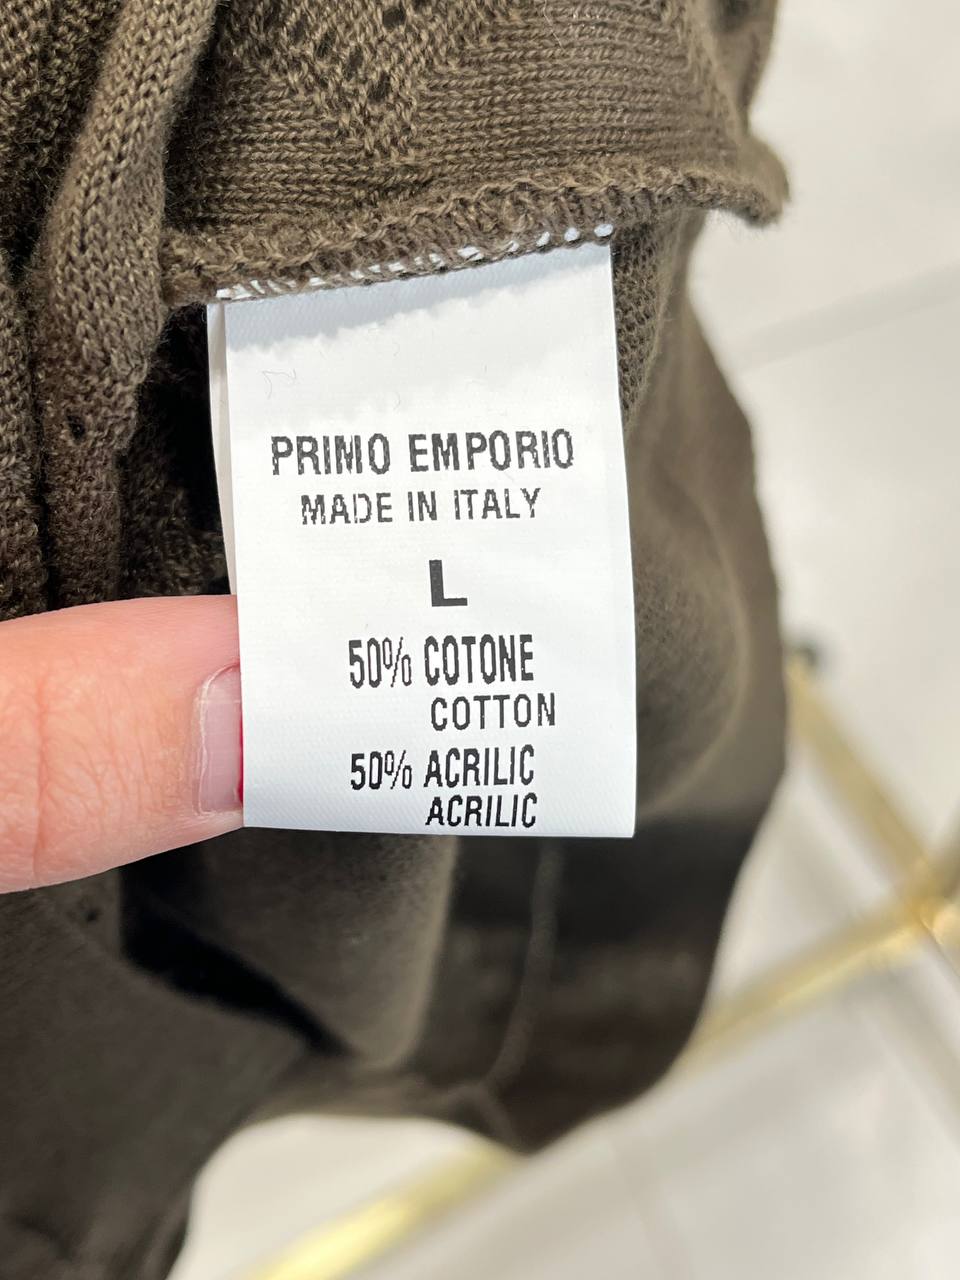 PRIMO EMPORIO
MADE IN ITALY
L
50% COTONE
COTTON
50% ACRILIC
ACRILIC